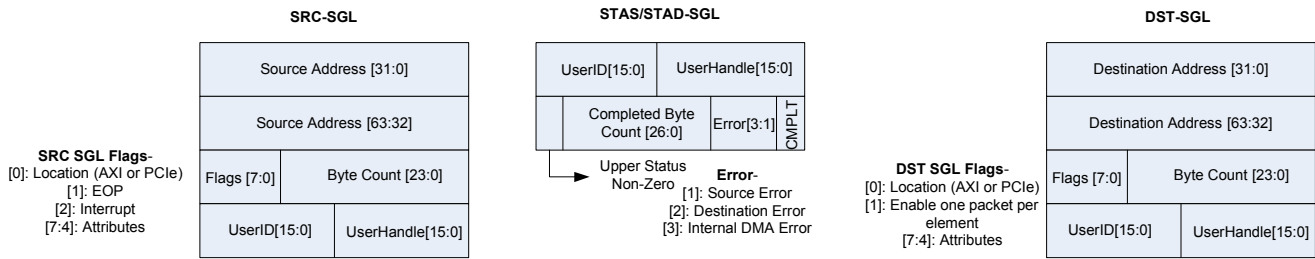 SRC-SGL
Source Address [31:0]
Source Address [63:32]
Flags [7:0]
Byte Count [23:0]
UserID[15:0]
UserHandle[15:0]
SRC SGL Flags-
[0]: Location (AXI or PCIe)
[1]: EOP
[2]: Interrupt
[7:4]: Attributes
STAS/STAD-SGL
UserID[15:0]
UserHandle[15:0]
Completed Byte
Count [26:0]
Error[3:1]
CMPLT
Upper Status
Non-Zero
Error-
[1]: Source Error
[2]: Destination Error
[3]: Internal DMA Error
DST-SGL
Destination Address [31:0]
Destination Address [63:32]
Flags [7:0]
Byte Count [23:0]
UserID[15:0]
UserHandle[15:0]
DST SGL Flags-
[0]: Location (AXI or PCIe)
[1]: Enable one packet per
element
[7:4]: Attributes